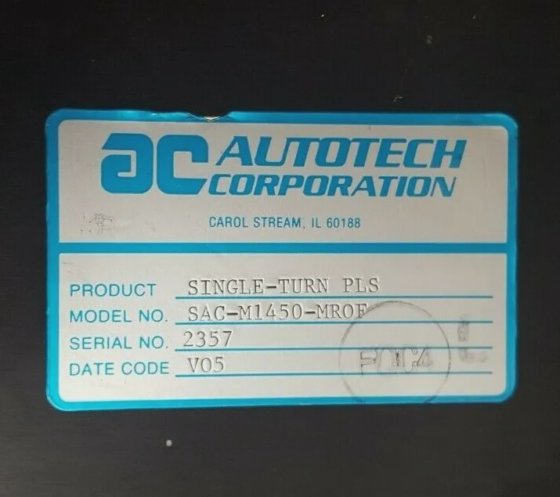 ac AUTOTECH
CORPORATION
CAROL STREAM, IL 60188
PRODUCT SINGLE-TURN PLS
MODEL NO. SAC-M1450-MROF
SERIAL NO. 2357
DATE CODE V05